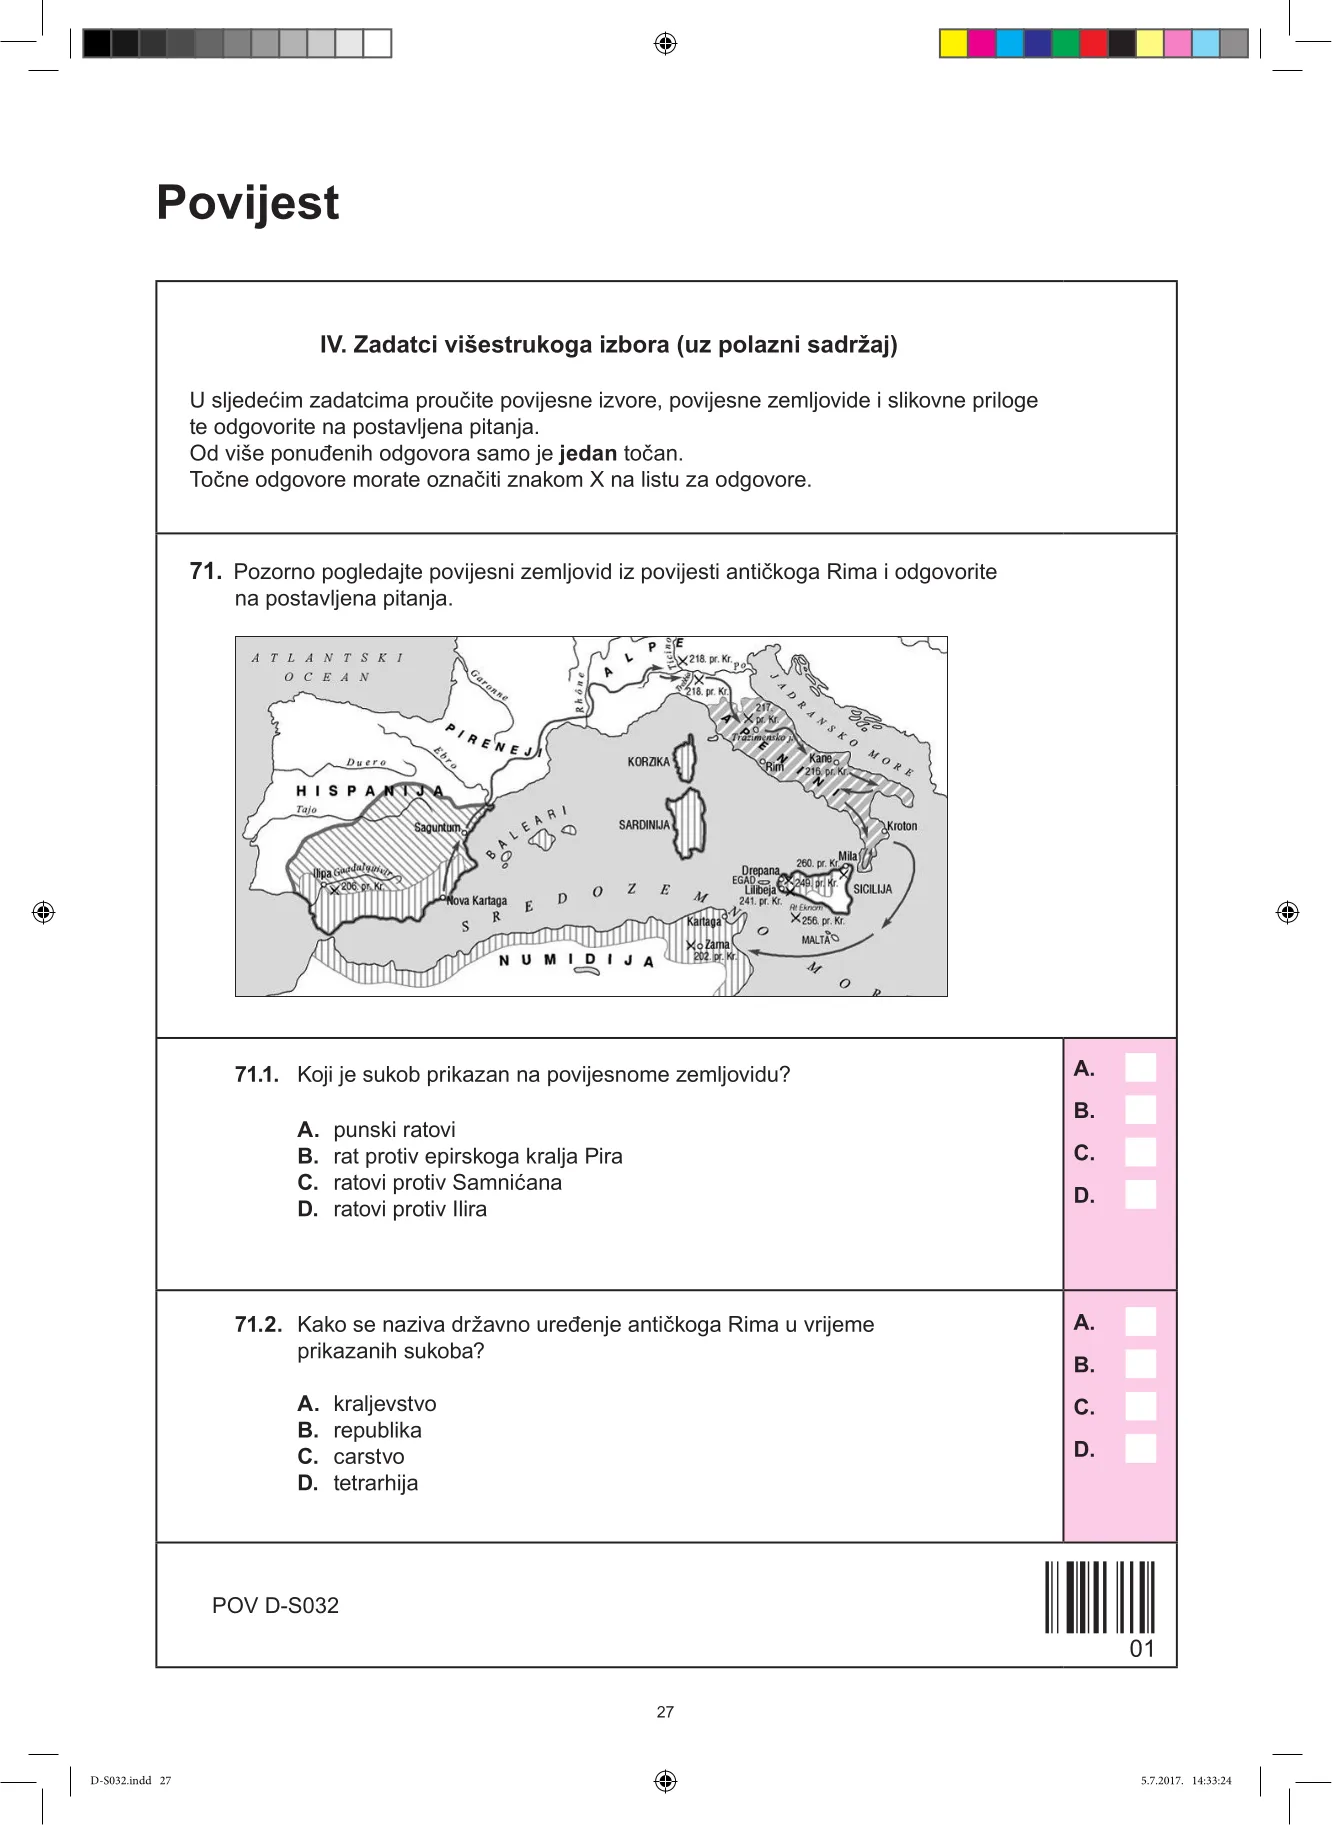 Povijest
IV. Zadatci višestrukoga izbora (uz polazni sadržaj)
U sljedećim zadatcima proučite povijesne izvore, povijesne zemljovide i slikovne priloge
te odgovorite na postavljena pitanja.
Od više ponuđenih odgovora samo je jedan točan.
Točne odgovore morate označiti znakom X na listu za odgovore.
71. Pozorno pogledajte povijesni zemljovid iz povijesti antičkoga Rima i odgovorite
na postavljena pitanja.
ATLANTSKI
OCEAN
Garonne
Rhône
ALPE
Ticino
218. pr. Kr.
Po
218. pr. Kr.
JADRANSKO MORE
PIRENEJI
217.
pr. Kr.
Trazimensko j.
APENINI
Duero
Ebro
KORZIKA
Rim
Kane
216. pr. Kr.
HISPANIJA
Tajo
Saguntum
BALEARI
SARDINIJA
Kroton
Ilipa
Guadalquivir
206. pr. Kr.
Nova Kartaga
Mila
260. pr. Kr.
Drepana
EGAD
249. pr. Kr.
Lilibeja
241. pr. Kr.
SICILIJA
Rt Eknom
256. pr. Kr.
MALTA
SREDOZEMNO MOR
Kartaga
Zama
202. pr. Kr.
NUMIDIJA
71.1. Koji je sukob prikazan na povijesnome zemljovidu?
A. punski ratovi
B. rat protiv epirskoga kralja Pira
C. ratovi protiv Samnićana
D. ratovi protiv Ilira
A.
B.
C.
D.
71.2. Kako se naziva državno uređenje antičkoga Rima u vrijeme
prikazanih sukoba?
A. kraljevstvo
B. republika
C. carstvo
D. tetrarhija
A.
B.
C.
D.
POV D-S032
01
27
D-S032.indd 27
5.7.2017. 14:33:24